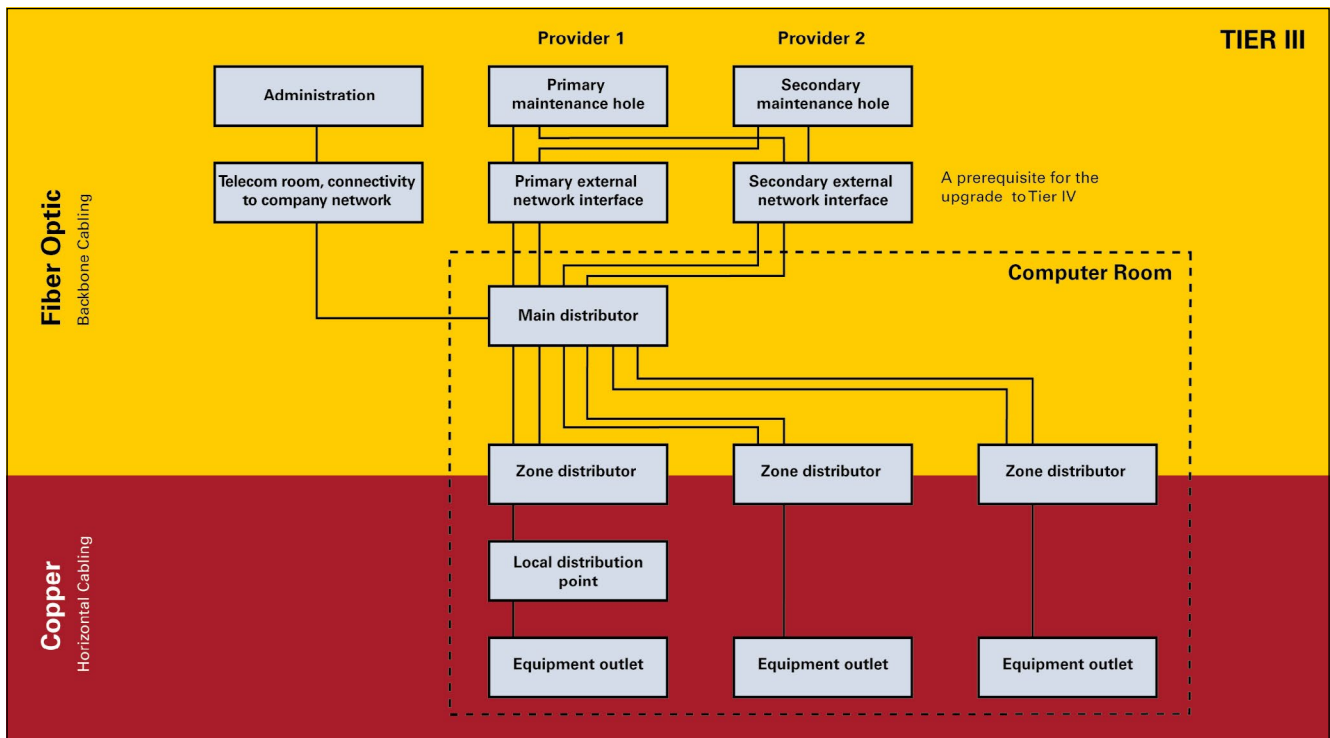 Provider 1
Provider 2
TIER III
Administration
Primary
maintenance hole
Secondary
maintenance hole
Telecom room, connectivity
to company network
Primary external
network interface
Secondary external
network interface
A prerequisite for the
upgrade to Tier IV
Fiber Optic
Backbone Cabling
Computer Room
Main distributor
Zone distributor
Zone distributor
Zone distributor
Copper
Horizontal Cabling
Local distribution
point
Equipment outlet
Equipment outlet
Equipment outlet